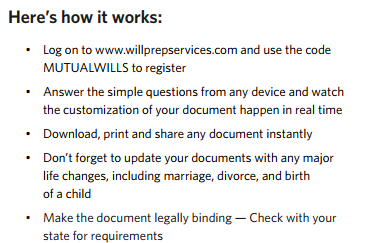 Here's how it works:
• Log on to www.willprepservices.com and use the code
MUTUALWILLS to register
• Answer the simple questions from any device and watch
the customization of your document happen in real time
• Download, print and share any document instantly
• Don't forget to update your documents with any major
life changes, including marriage, divorce, and birth
of a child
• Make the document legally binding — Check with your
state for requirements